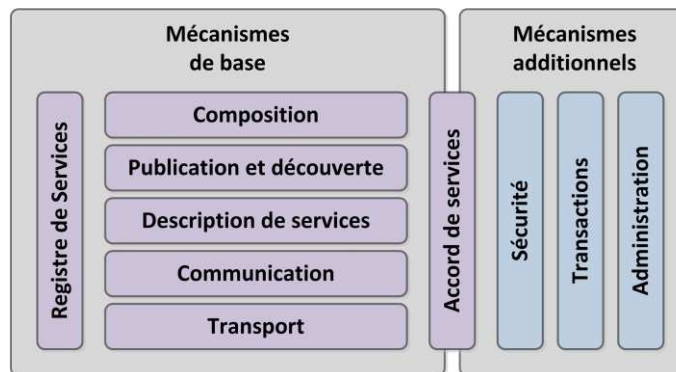 Mécanismes
de base
Mécanismes
additionnels
Registre de Services
Composition
Publication et découverte
Description de services
Communication
Transport
Accord de services
Sécurité
Transactions
Administration